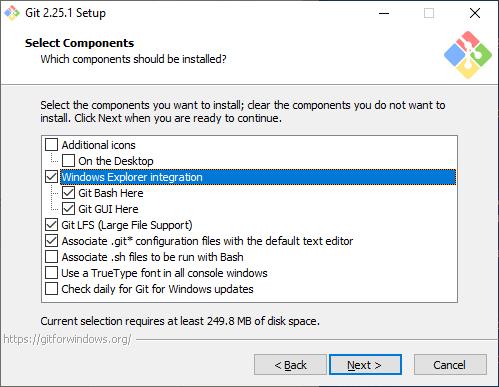 Git 2.25.1 Setup
Select Components
Which components should be installed?
Select the components you want to install; clear the components you do not want to
install. Click Next when you are ready to continue.
Additional icons
On the Desktop
Windows Explorer integration
Git Bash Here
Git GUI Here
Git LFS (Large File Support)
Associate .git* configuration files with the default text editor
Associate .sh files to be run with Bash
Use a TrueType font in all console windows
Check daily for Git for Windows updates
Current selection requires at least 249.8 MB of disk space.
https://gitforwindows.org/
< Back
Next >
Cancel